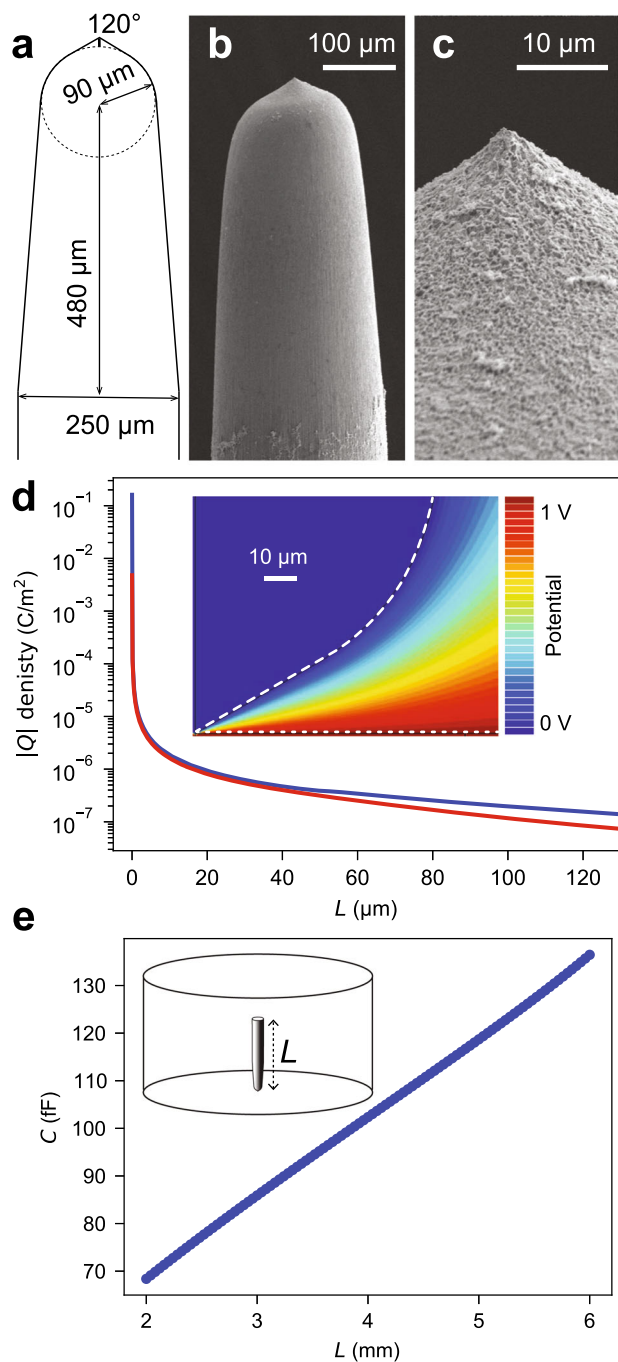 a
120°
90 µm
480 µm
250 µm
b
100 µm
c
10 µm
d
|Q| denisty (C/m²)
10⁻¹
10⁻²
10⁻³
10⁻⁴
10⁻⁵
10⁻⁶
10⁻⁷
10 µm
1 V
Potential
0 V
0 20 40 60 80 100 120
L (µm)
e
C (fF)
130
120
110
100
90
80
70
L
2 3 4 5 6
L (mm)